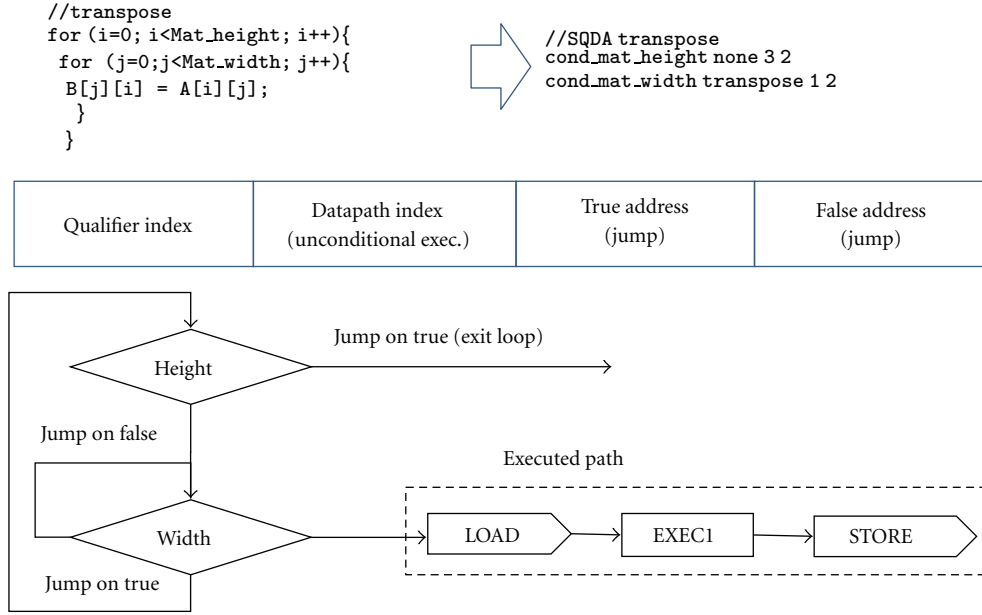 //transpose
for (i=0; i<Mat_height; i++){
for (j=0;j<Mat_width; j++){
B[j][i] = A[i][j];
}
}
//SQDA transpose
cond_mat_height none 3 2
cond_mat_width transpose 1 2
Qualifier index
Datapath index
(unconditional exec.)
True address
(jump)
False address
(jump)
Height
Jump on true (exit loop)
Jump on false
Executed path
Width
LOAD
EXEC1
STORE
Jump on true